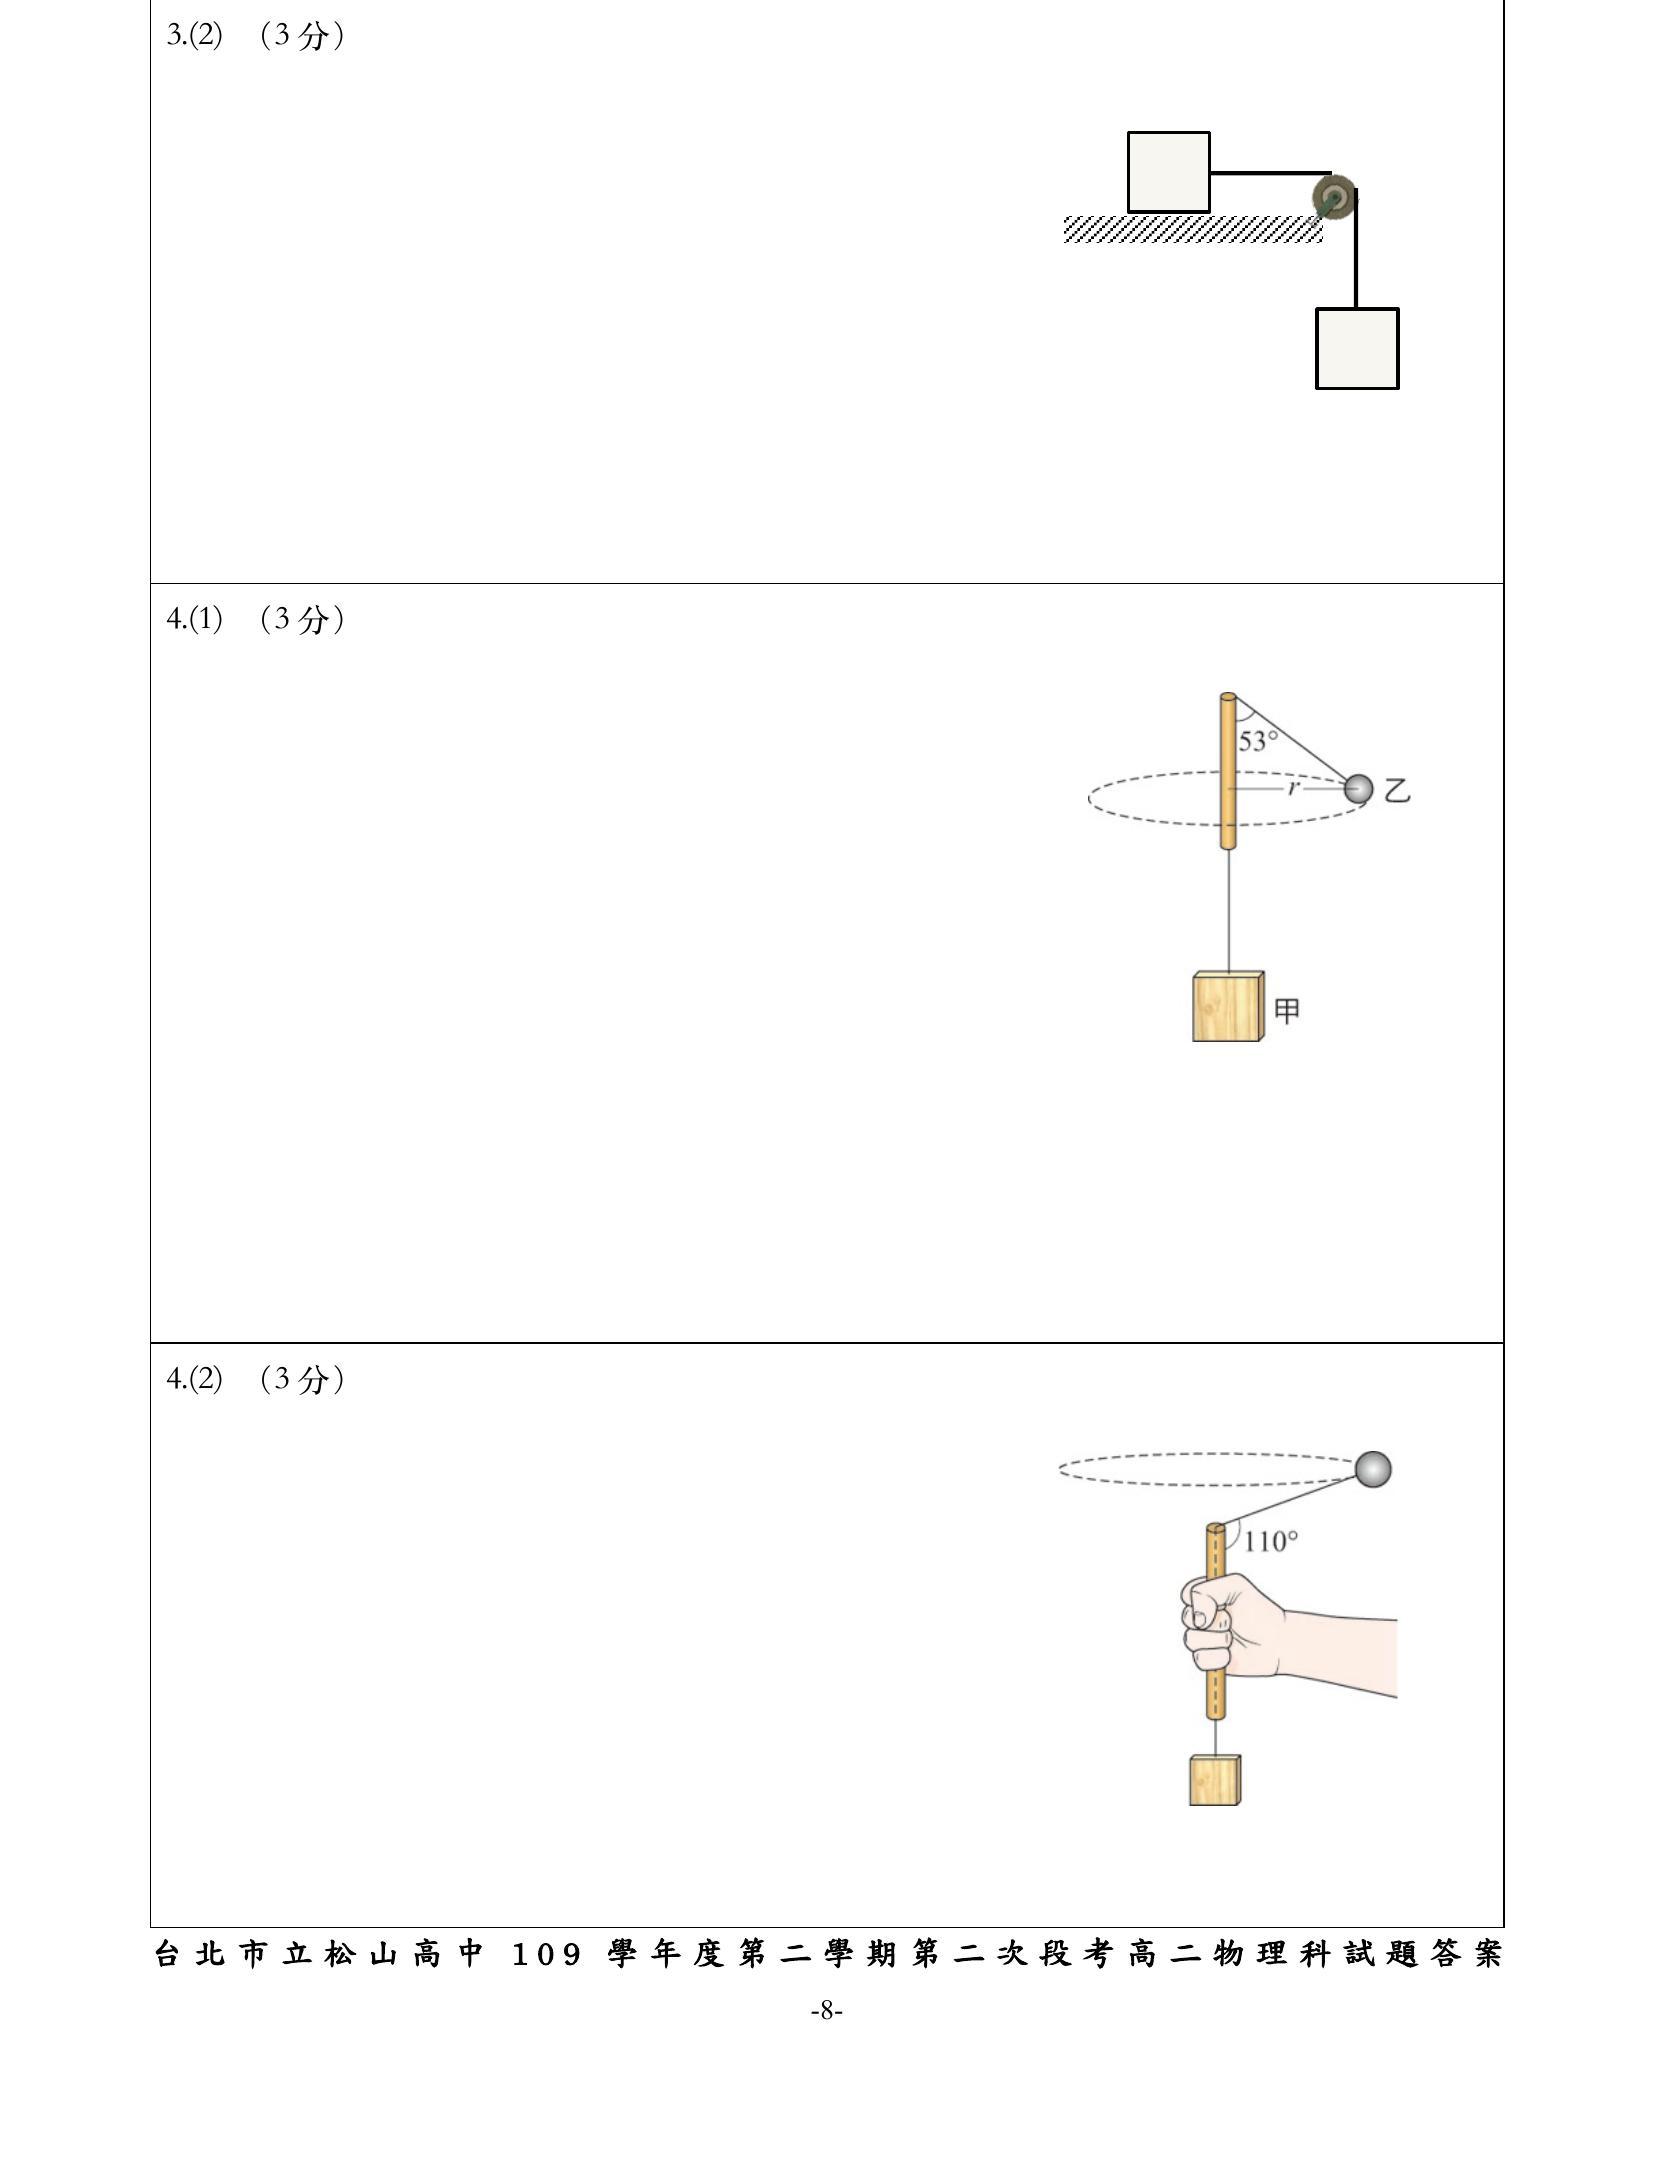 3.(2) （3 分）
4.(1) （3 分）
53°
r
乙
甲
4.(2) （3 分）
110°
台北市立松山高中 109 學年度第二學期第二次段考高二物理科試題答案
-8-